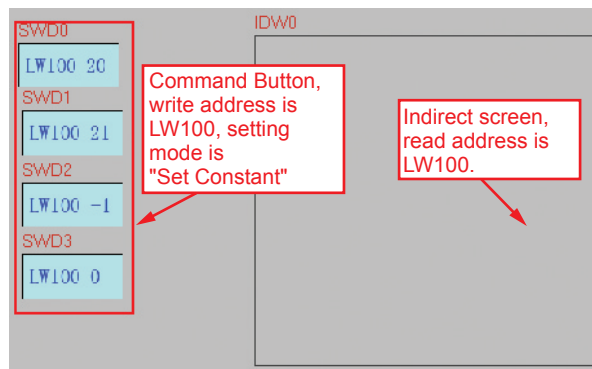 SWD0
LW100 20
SWD1
LW100 21
SWD2
LW100 -1
SWD3
LW100 0
Command Button,
write address is
LW100, setting
mode is
"Set Constant"
IDW0
Indirect screen,
read address is
LW100.